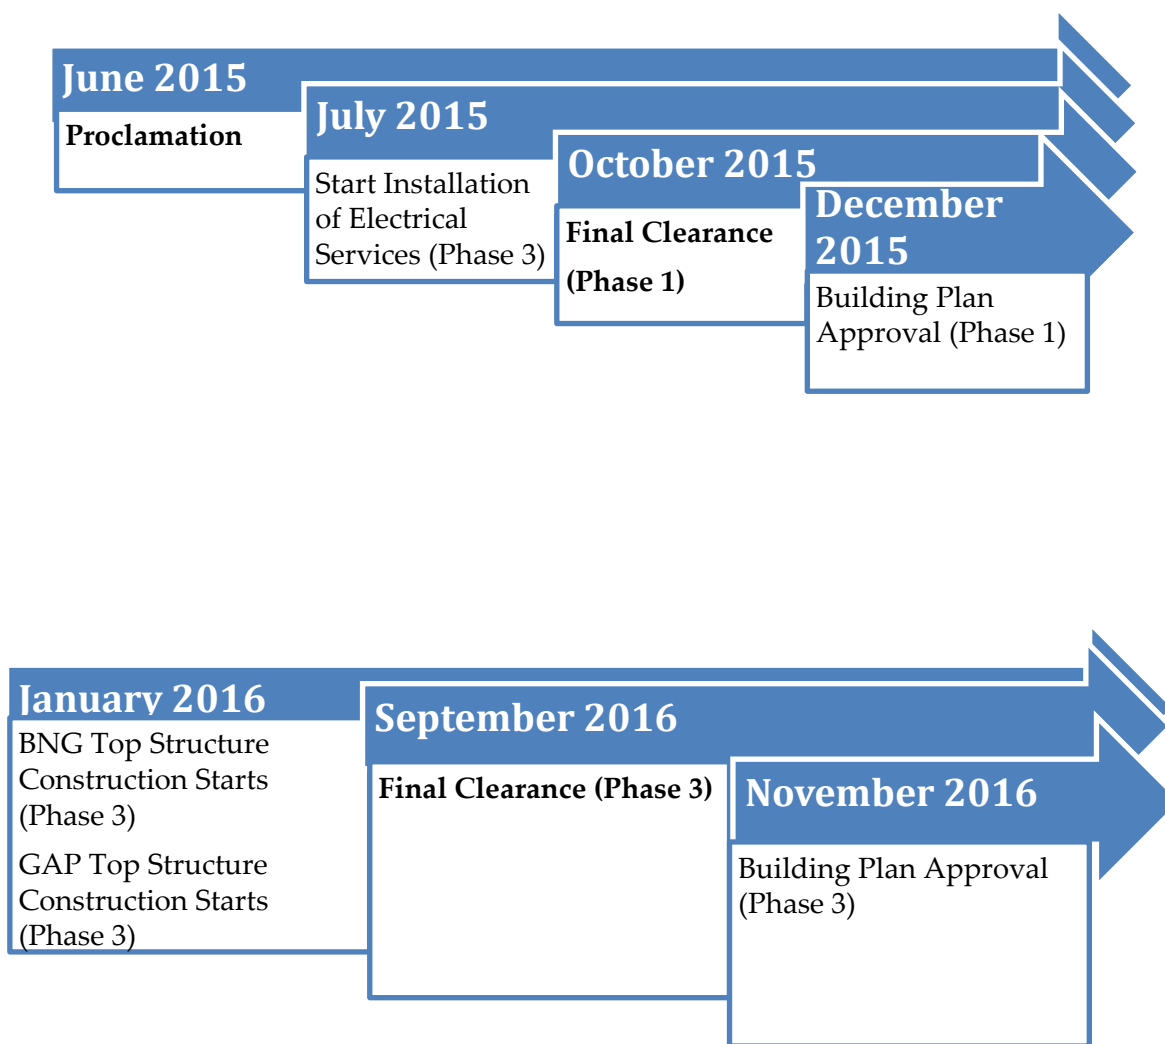 June 2015
Proclamation
July 2015
Start Installation
of Electrical
Services (Phase 3)
October 2015
Final Clearance
(Phase 1)
December
2015
Building Plan
Approval (Phase 1)
January 2016
BNG Top Structure
Construction Starts
(Phase 3)
GAP Top Structure
Construction Starts
(Phase 3)
September 2016
Final Clearance (Phase 3)
November 2016
Building Plan Approval
(Phase 3)